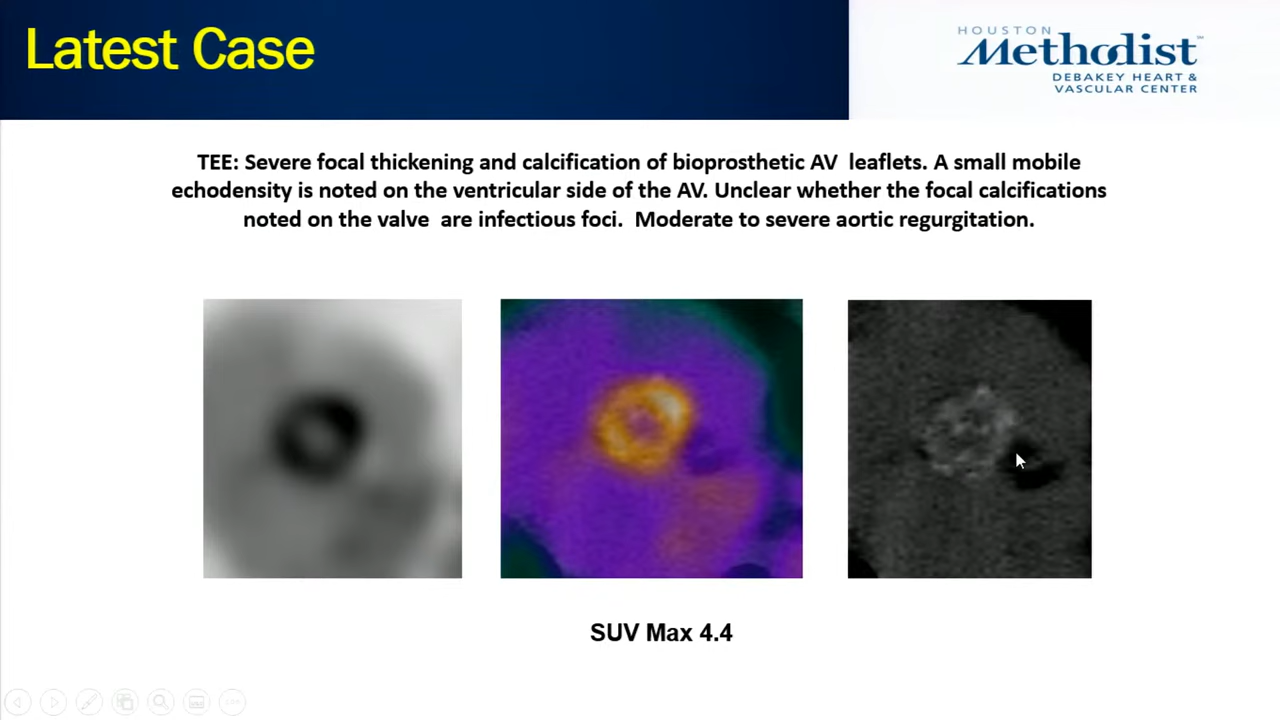 Latest Case
HOUSTON
Methodist
DEBAKEY HEART &
VASCULAR CENTER
TEE: Severe focal thickening and calcification of bioprosthetic AV leaflets. A small mobile
echodensity is noted on the ventricular side of the AV. Unclear whether the focal calcifications
noted on the valve are infectious foci. Moderate to severe aortic regurgitation.
SUV Max 4.4